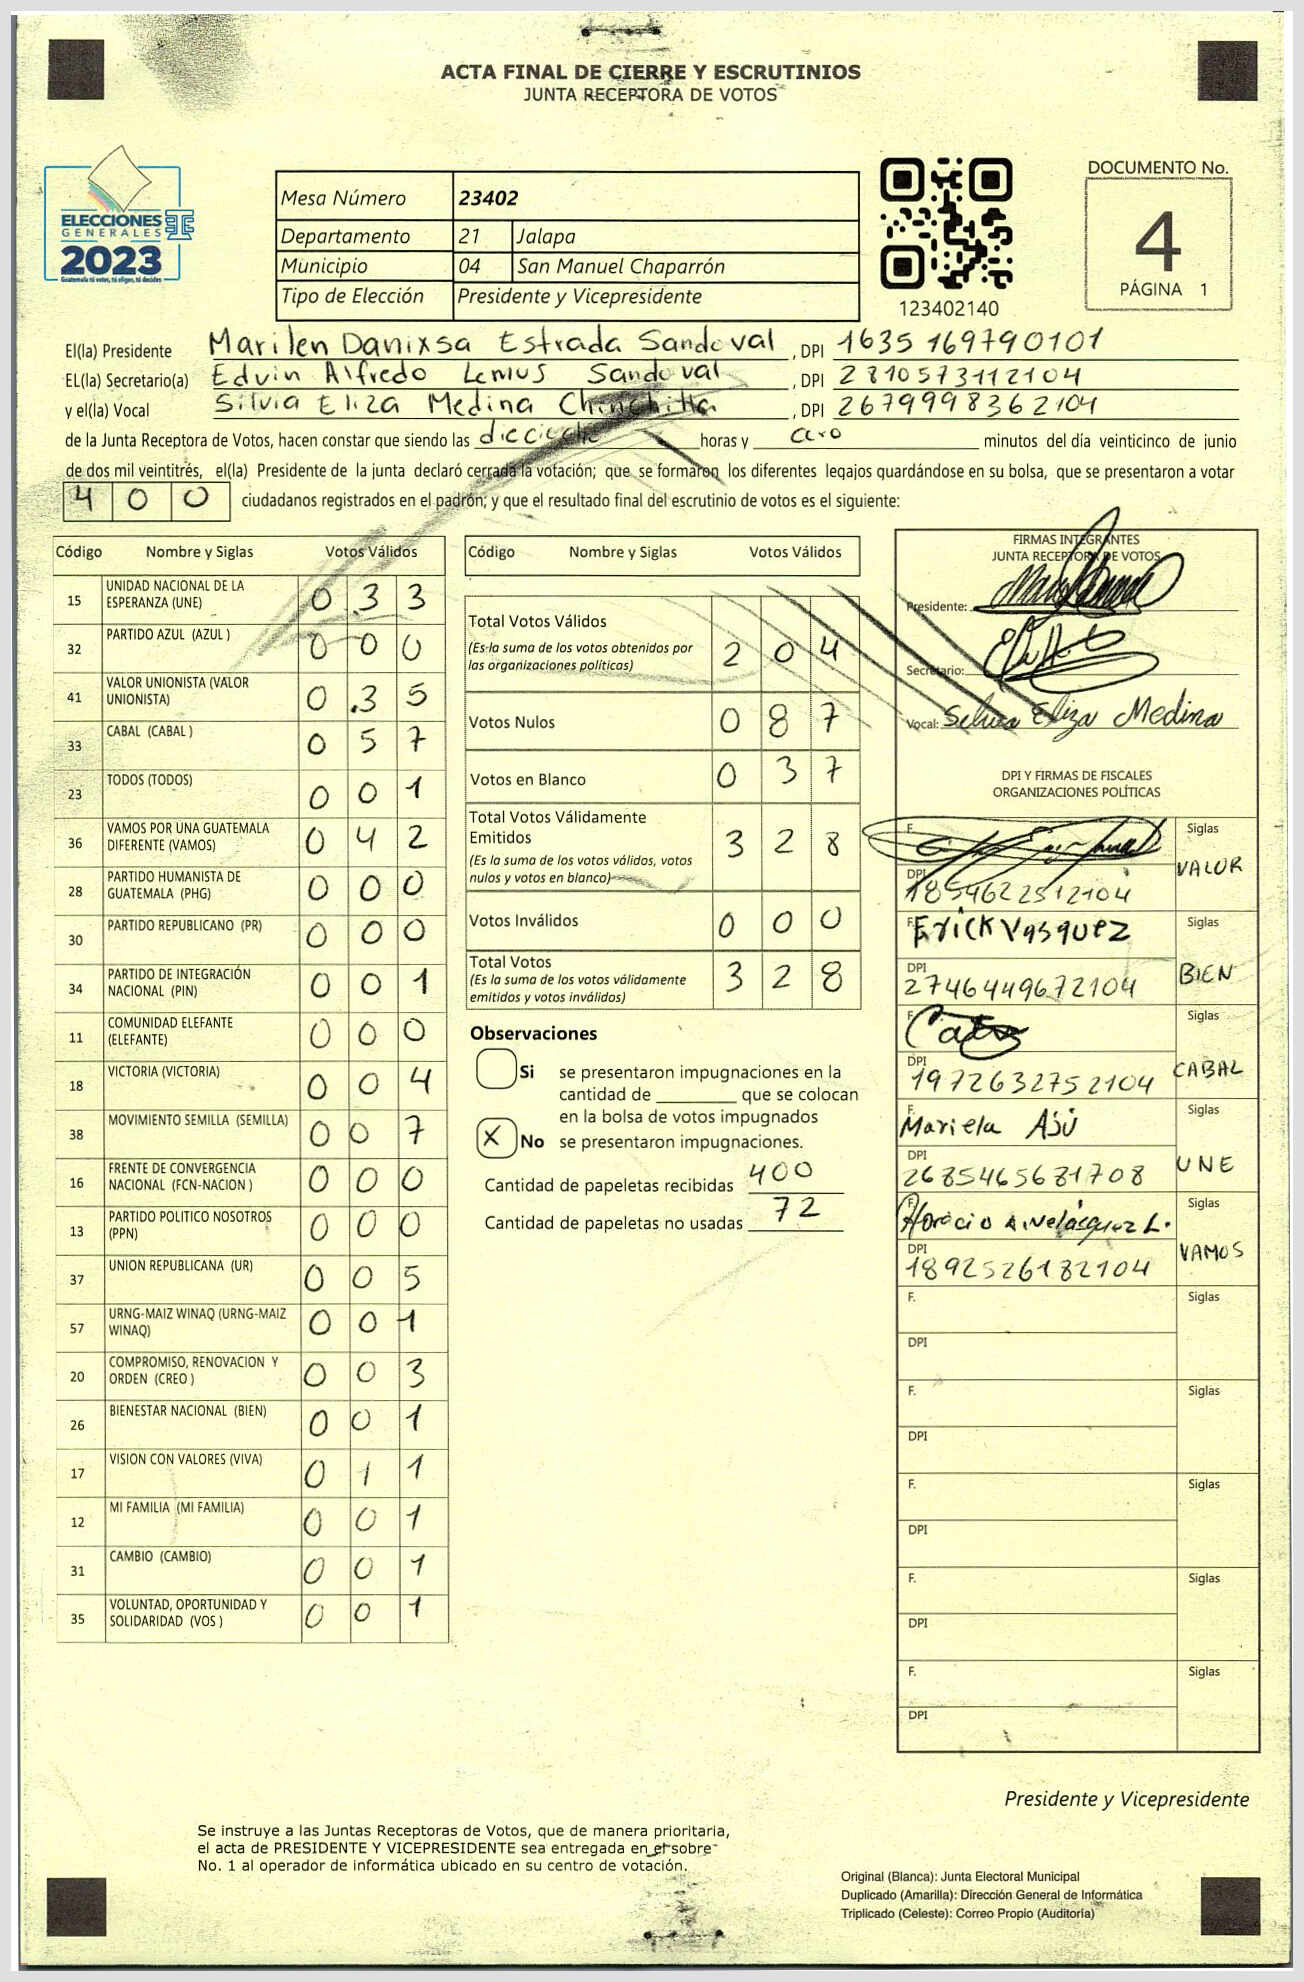 ACTA FINAL DE CIERRE Y ESCRUTINIOS
JUNTA RECEPTORA DE VOTOS
ELECCIONES
GENERALES
2023
Guatemala tú votas, tú eliges, tú decides
Mesa Número 23402
Departamento 21 Jalapa
Municipio 04 San Manuel Chaparrón
Tipo de Elección Presidente y Vicepresidente
123402140
DOCUMENTO No.
4
PÁGINA 1
El(la) Presidente Marilen Danixsa Estrada Sandoval , DPI 1635169790101
EL(la) Secretario(a) Edvin Alfredo Lemus Sandoval , DPI 2810573112104
y el(la) Vocal Silvia Eliza Medina Chinchilla , DPI 2679998362104
de la Junta Receptora de Votos, hacen constar que siendo las dieciocho horas y cero minutos del día veinticinco de junio
de dos mil veintitrés, el(la) Presidente de la junta declaró cerrada la votación; que se formaron los diferentes legajos quardándose en su bolsa, que se presentaron a votar
400 ciudadanos registrados en el padrón; y que el resultado final del escrutinio de votos es el siguiente:
Código Nombre y Siglas Votos Válidos
15 UNIDAD NACIONAL DE LA ESPERANZA (UNE) 0 3 3
32 PARTIDO AZUL (AZUL ) 0 0 0
41 VALOR UNIONISTA (VALOR UNIONISTA) 0 3 5
33 CABAL (CABAL ) 0 5 7
23 TODOS (TODOS) 0 0 1
36 VAMOS POR UNA GUATEMALA DIFERENTE (VAMOS) 0 4 2
28 PARTIDO HUMANISTA DE GUATEMALA (PHG) 0 0 0
30 PARTIDO REPUBLICANO (PR) 0 0 0
34 PARTIDO DE INTEGRACIÓN NACIONAL (PIN) 0 0 1
11 COMUNIDAD ELEFANTE (ELEFANTE) 0 0 0
18 VICTORIA (VICTORIA) 0 0 4
38 MOVIMIENTO SEMILLA (SEMILLA) 0 0 7
16 FRENTE DE CONVERGENCIA NACIONAL (FCN-NACION ) 0 0 0
13 PARTIDO POLITICO NOSOTROS (PPN) 0 0 0
37 UNION REPUBLICANA (UR) 0 0 5
57 URNG-MAIZ WINAQ (URNG-MAIZ WINAQ) 0 0 1
20 COMPROMISO, RENOVACION Y ORDEN (CREO ) 0 0 3
26 BIENESTAR NACIONAL (BIEN) 0 0 1
17 VISION CON VALORES (VIVA) 0 1 1
12 MI FAMILIA (MI FAMILIA) 0 0 1
31 CAMBIO (CAMBIO) 0 0 1
35 VOLUNTAD, OPORTUNIDAD Y SOLIDARIDAD (VOS ) 0 0 1
Código Nombre y Siglas Votos Válidos
Total Votos Válidos 2 0 4
(Es la suma de los votos obtenidos por
las organizaciones políticas)
Votos Nulos 0 8 7
Votos en Blanco 0 3 7
Total Votos Válidamente
Emitidos 3 2 8
(Es la suma de los votos válidos, votos
nulos y votos en blanco)
Votos Inválidos 0 0 0
Total Votos 3 2 8
(Es la suma de los votos válidamente
emitidos y votos inválidos)
Observaciones
Si se presentaron impugnaciones en la
cantidad de ________ que se colocan
en la bolsa de votos impugnados
X No se presentaron impugnaciones.
Cantidad de papeletas recibidas 400
Cantidad de papeletas no usadas 72
FIRMAS INTEGRANTES
JUNTA RECEPTORA DE VOTOS
Presidente:
Secretario:
Vocal: Silvia Eliza Medina
DPI Y FIRMAS DE FISCALES
ORGANIZACIONES POLÍTICAS
F. Siglas
VALOR
DPI
1854622512104
F. Erick Vasquez Siglas
BIEN
DPI
2746449672104
F. Siglas
CABAL
DPI
1972632752104
F. Siglas
Mariela Ajú
UNE
DPI
2685465681708
F. Siglas
Horacio A. Velásquez L.
VAMOS
DPI
1892526182104
F. Siglas
DPI
F. Siglas
DPI
F. Siglas
DPI
F. Siglas
DPI
F. Siglas
DPI
Presidente y Vicepresidente
Se instruye a las Juntas Receptoras de Votos, que de manera prioritaria,
el acta de PRESIDENTE Y VICEPRESIDENTE sea entregada en el sobre
No. 1 al operador de informática ubicado en su centro de votación.
Original (Blanca): Junta Electoral Municipal
Duplicado (Amarilla): Dirección General de Informática
Triplicado (Celeste): Correo Propio (Auditoría)